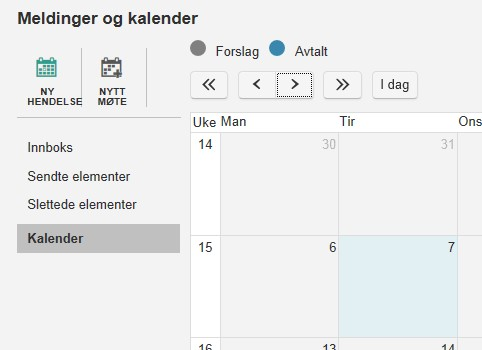 Meldinger og kalender
Forslag Avtalt
NY HENDELSE
NYTT MØTE
I dag
Innboks
Sendte elementer
Slettede elementer
Kalender
Uke Man Tir Ons
14 30 31
15 6 7
16 13 14